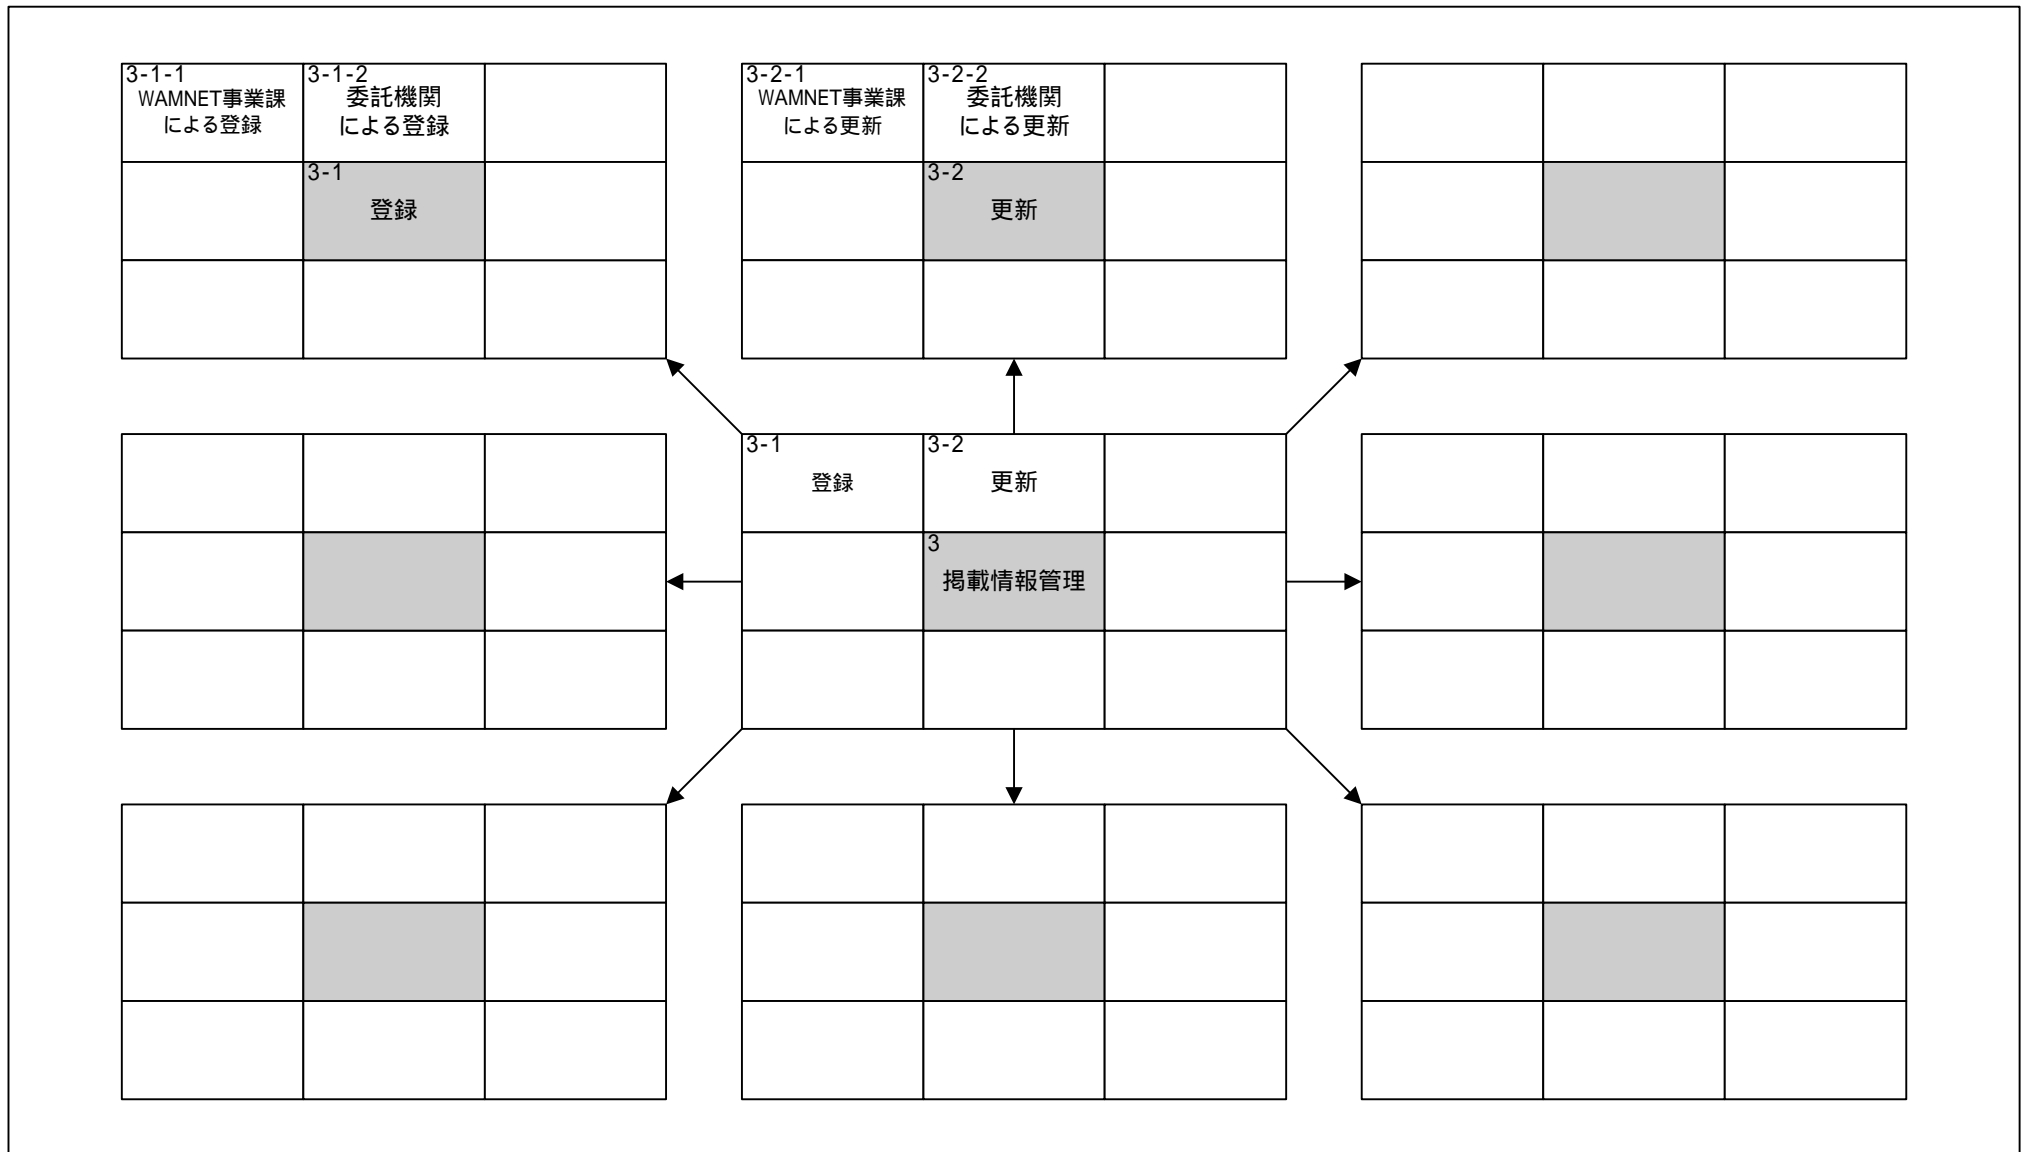 3-1-1
WAMNET事業課
による登録
3-1-2
委託機関
による登録
3-1
登録
3-2-1
WAMNET事業課
による更新
3-2-2
委託機関
による更新
3-2
更新
3-1
登録
3-2
更新
3
掲載情報管理